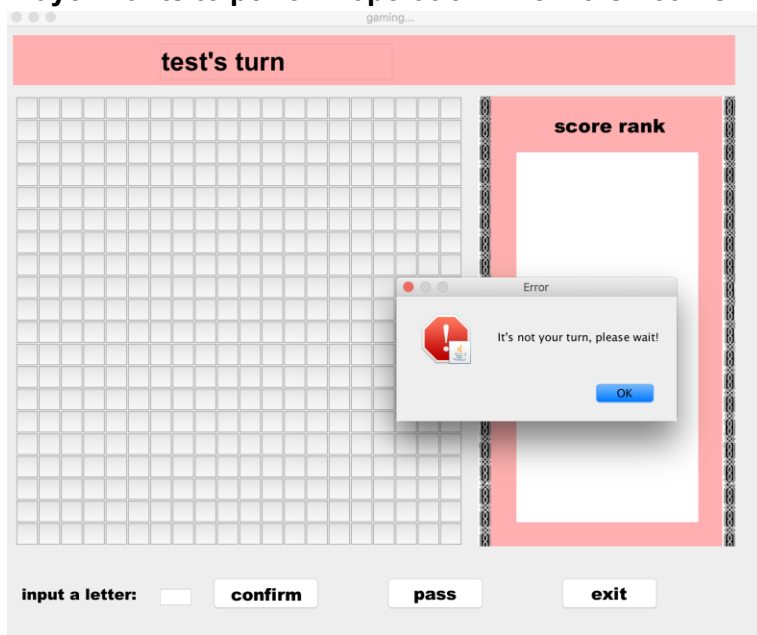 gaming...
test's turn
score rank
Error
It's not your turn, please wait!
OK
input a letter:
confirm
pass
exit